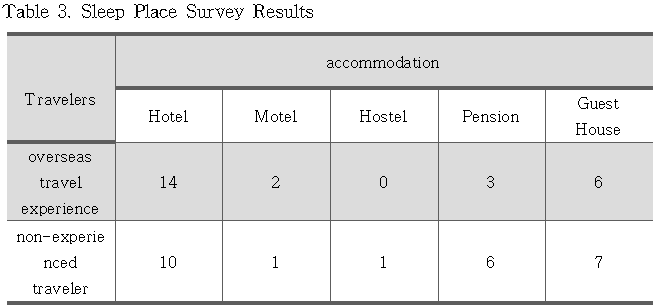 Table 3. Sleep Place Survey Results
Travelers
accommodation
Hotel Motel Hostel Pension Guest
House
overseas
travel
experience
14 2 0 3 6
non-experie
nced
traveler
10 1 1 6 7